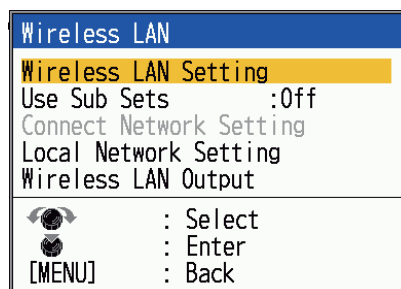 Wireless LAN
Wireless LAN Setting
Use Sub Sets :Off
Connect Network Setting
Local Network Setting
Wireless LAN Output
: Select
: Enter
[MENU] : Back